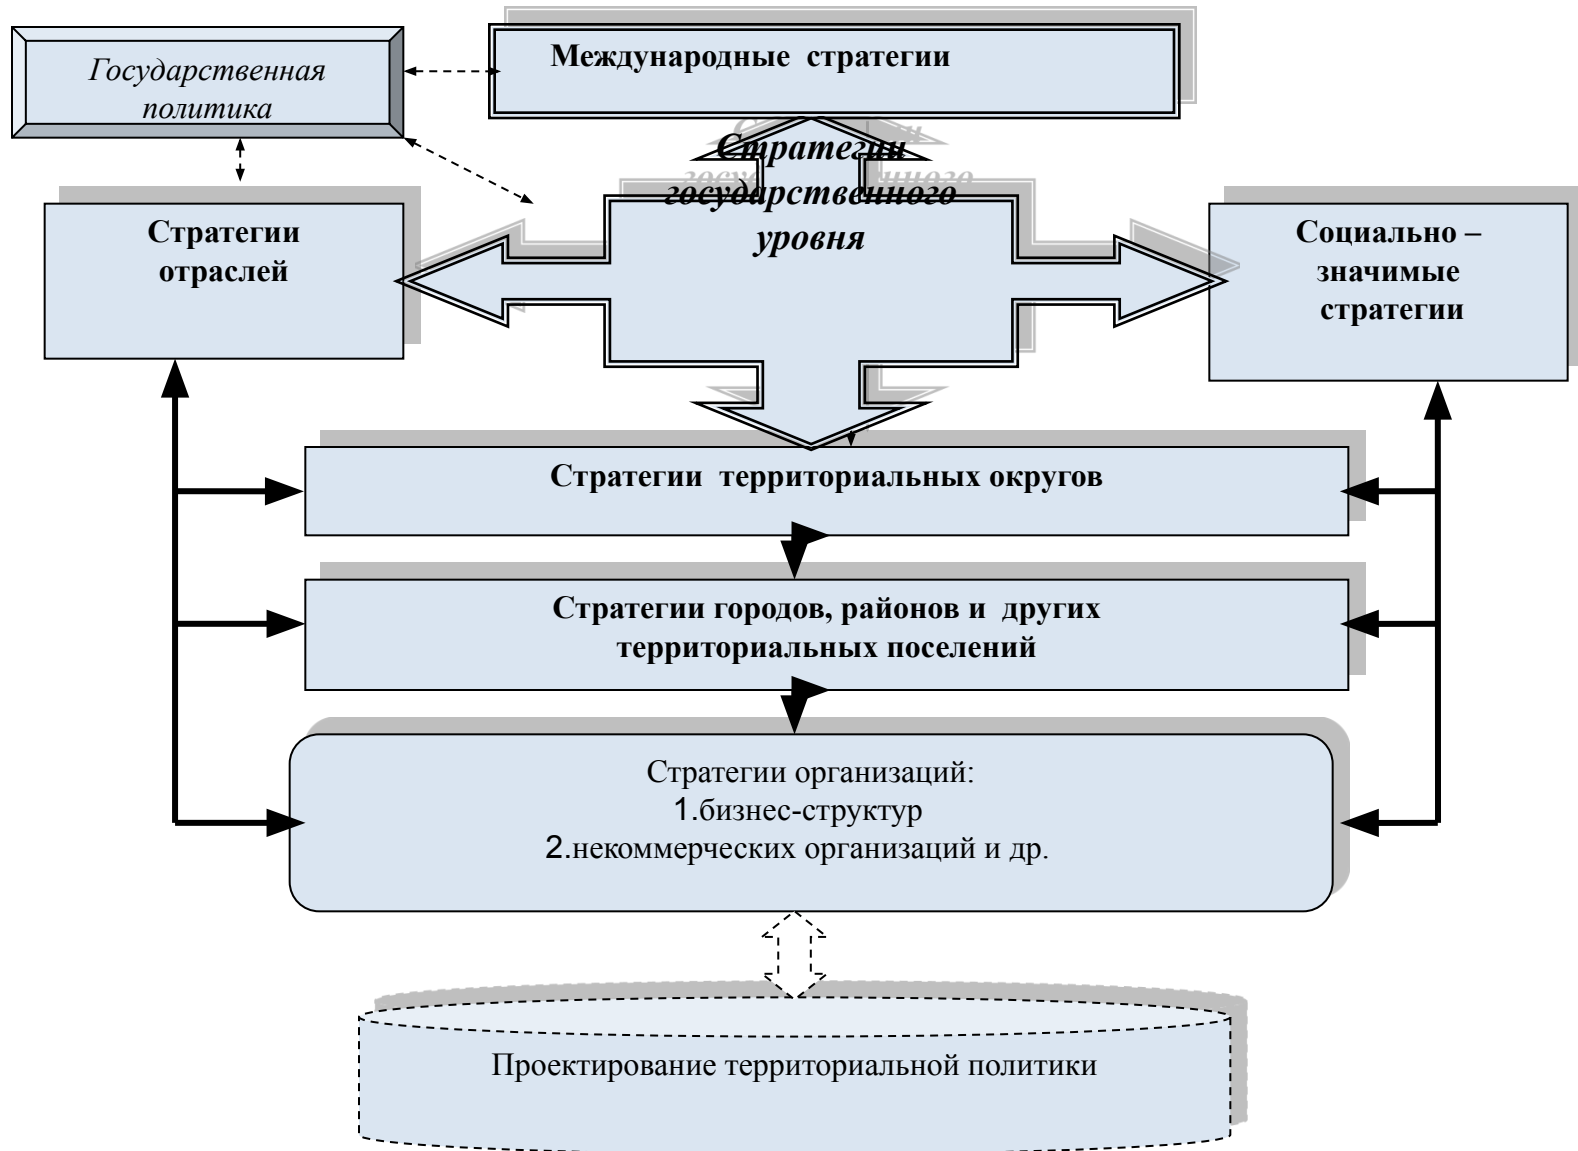 Международные стратегии
Государственная
политика
Стратегии
государственного
уровня
Стратегии
отраслей
Социально –
значимые
стратегии
Стратегии территориальных округов
Стратегии городов, районов и других
территориальных поселений
Стратегии организаций:
1.бизнес-структур
2.некоммерческих организаций и др.
Проектирование территориальной политики